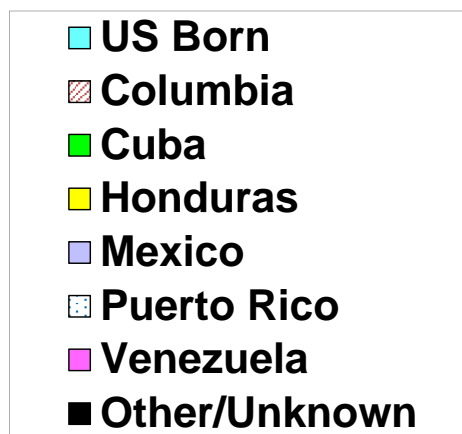 US Born
Columbia
Cuba
Honduras
Mexico
Puerto Rico
Venezuela
Other/Unknown